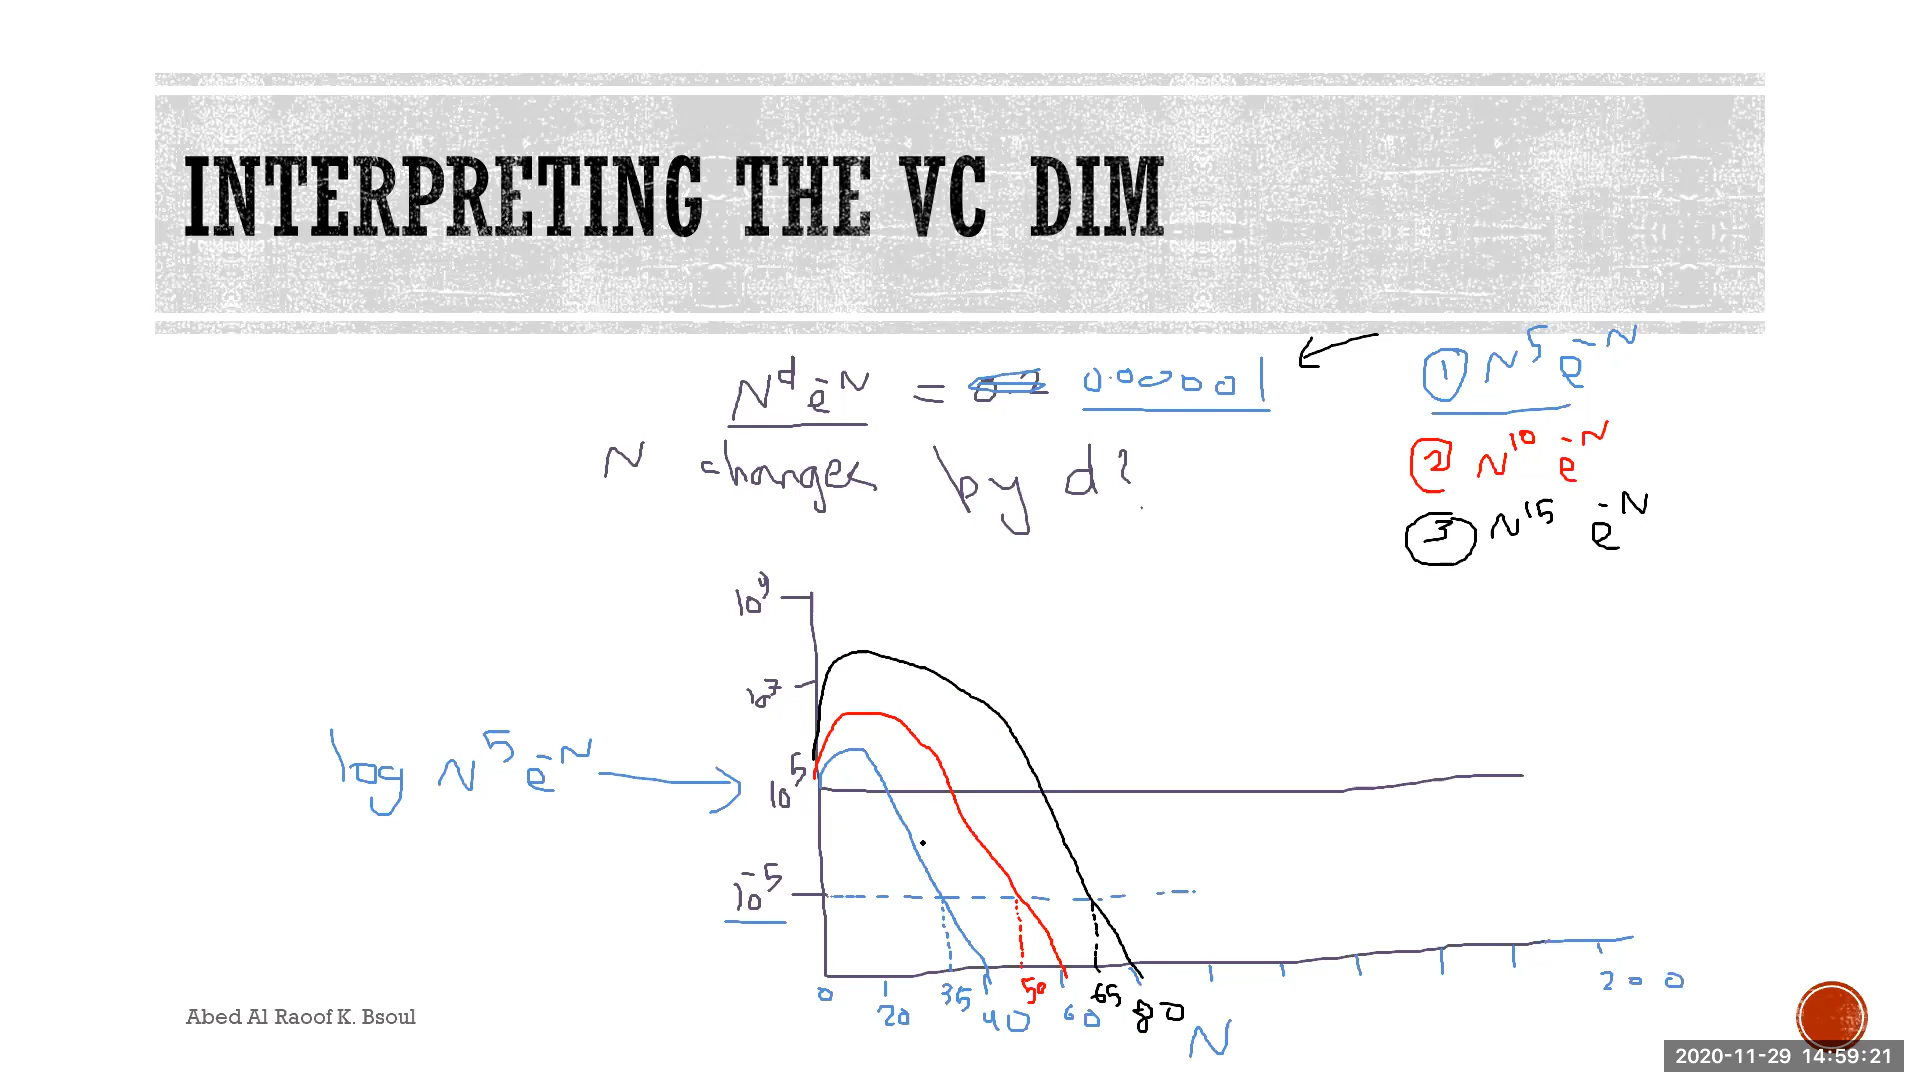 INTERPRETING THE VC DIM
N^d e^-N = 0.00001
N changes by d?
① N^5 e^-N
② N^10 e^-N
③ N^15 e^-N
10^9
10^7
10^5
log N^5 e^-N
10^-5
0 20 35 40 50 60 65 80 200
N
Abed Al Raoof K. Bsoul
2020-11-29 14:59:21